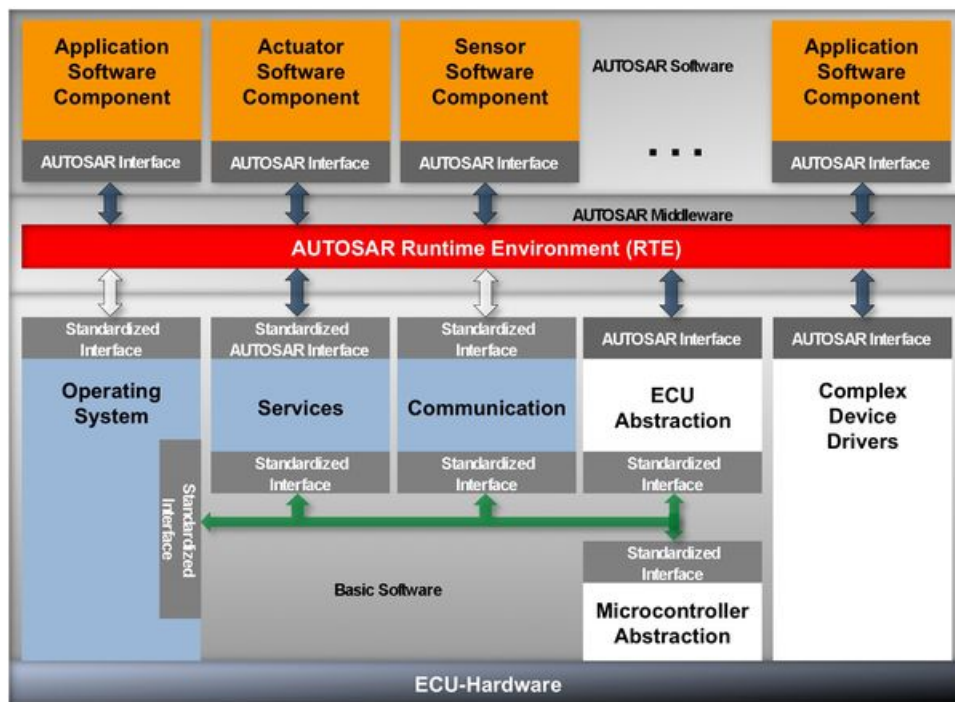 Application
Software
Component
AUTOSAR Interface
Actuator
Software
Component
AUTOSAR Interface
Sensor
Software
Component
AUTOSAR Interface
AUTOSAR Software
...
Application
Software
Component
AUTOSAR Interface
AUTOSAR Middleware
AUTOSAR Runtime Environment (RTE)
Standardized
Interface
Operating
System
Standardized
Interface
Standardized
AUTOSAR Interface
Services
Standardized
Interface
Standardized
Interface
Communication
Standardized
Interface
AUTOSAR Interface
ECU
Abstraction
Standardized
Interface
AUTOSAR Interface
Complex
Device
Drivers
Basic Software
Standardized
Interface
Microcontroller
Abstraction
ECU-Hardware